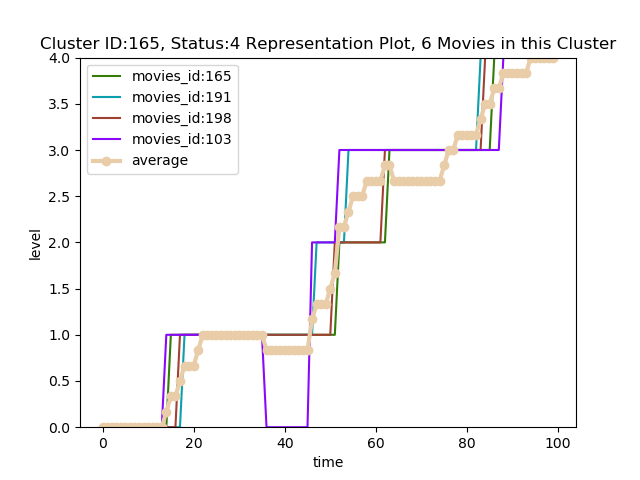 Cluster ID:165, Status:4 Representation Plot, 6 Movies in this Cluster
movies_id:165
movies_id:191
movies_id:198
movies_id:103
average
level
4.0
3.5
3.0
2.5
2.0
1.5
1.0
0.5
0.0
0 20 40 60 80 100
time